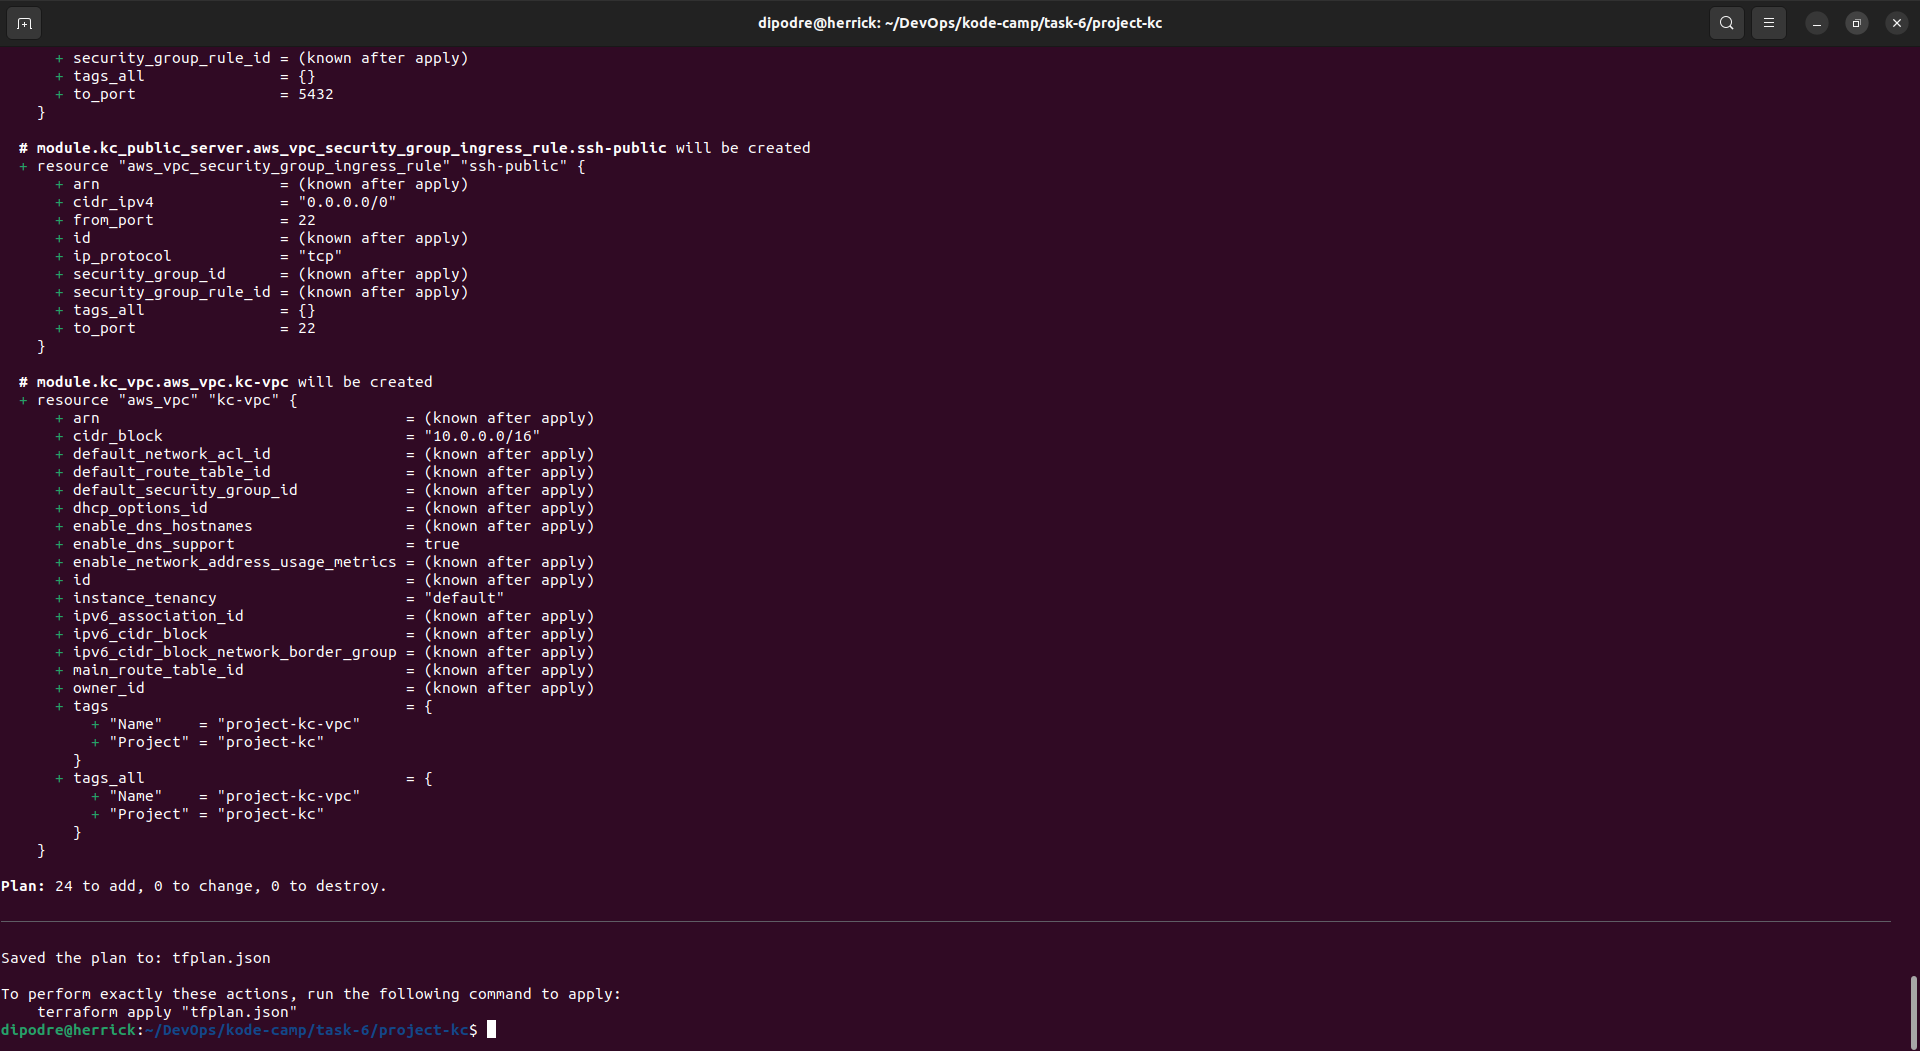 dipodre@herrick: ~/DevOps/kode-camp/task-6/project-kc
      + security_group_rule_id = (known after apply)
      + tags_all               = {}
      + to_port                = 5432
    }

  # module.kc_public_server.aws_vpc_security_group_ingress_rule.ssh-public will be created
  + resource "aws_vpc_security_group_ingress_rule" "ssh-public" {
      + arn                    = (known after apply)
      + cidr_ipv4              = "0.0.0.0/0"
      + from_port              = 22
      + id                     = (known after apply)
      + ip_protocol            = "tcp"
      + security_group_id      = (known after apply)
      + security_group_rule_id = (known after apply)
      + tags_all               = {}
      + to_port                = 22
    }

  # module.kc_vpc.aws_vpc.kc-vpc will be created
  + resource "aws_vpc" "kc-vpc" {
      + arn                                  = (known after apply)
      + cidr_block                           = "10.0.0.0/16"
      + default_network_acl_id               = (known after apply)
      + default_route_table_id               = (known after apply)
      + default_security_group_id            = (known after apply)
      + dhcp_options_id                      = (known after apply)
      + enable_dns_hostnames                 = (known after apply)
      + enable_dns_support                   = true
      + enable_network_address_usage_metrics = (known after apply)
      + id                                   = (known after apply)
      + instance_tenancy                     = "default"
      + ipv6_association_id                  = (known after apply)
      + ipv6_cidr_block                      = (known after apply)
      + ipv6_cidr_block_network_border_group = (known after apply)
      + main_route_table_id                  = (known after apply)
      + owner_id                             = (known after apply)
      + tags                                 = {
          + "Name"    = "project-kc-vpc"
          + "Project" = "project-kc"
        }
      + tags_all                             = {
          + "Name"    = "project-kc-vpc"
          + "Project" = "project-kc"
        }
    }

Plan: 24 to add, 0 to change, 0 to destroy.

Saved the plan to: tfplan.json

To perform exactly these actions, run the following command to apply:
    terraform apply "tfplan.json"
dipodre@herrick:~/DevOps/kode-camp/task-6/project-kc$